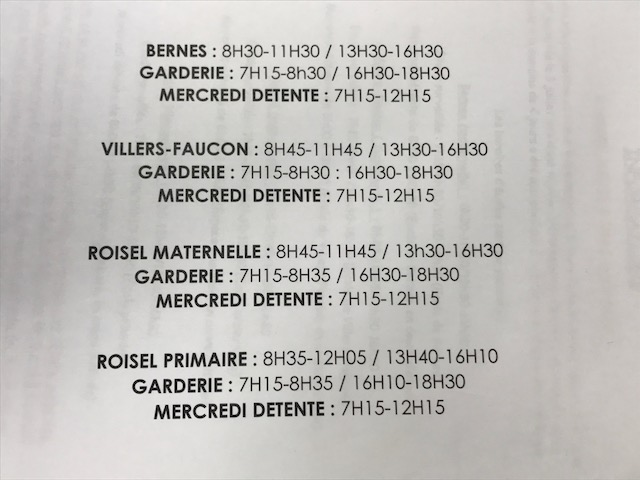 BERNES : 8H30-11H30 / 13H30-16H30
GARDERIE : 7H15-8h30 / 16H30-18H30
MERCREDI DETENTE : 7H15-12H15
VILLERS-FAUCON : 8H45-11H45 / 13H30-16H30
GARDERIE : 7H15-8H30 : 16H30-18H30
MERCREDI DETENTE : 7H15-12H15
ROISEL MATERNELLE : 8H45-11H45 / 13h30-16H30
GARDERIE : 7H15-8H35 / 16H30-18H30
MERCREDI DETENTE : 7H15-12H15
ROISEL PRIMAIRE : 8H35-12H05 / 13H40-16H10
GARDERIE : 7H15-8H35 / 16H10-18H30
MERCREDI DETENTE : 7H15-12H15